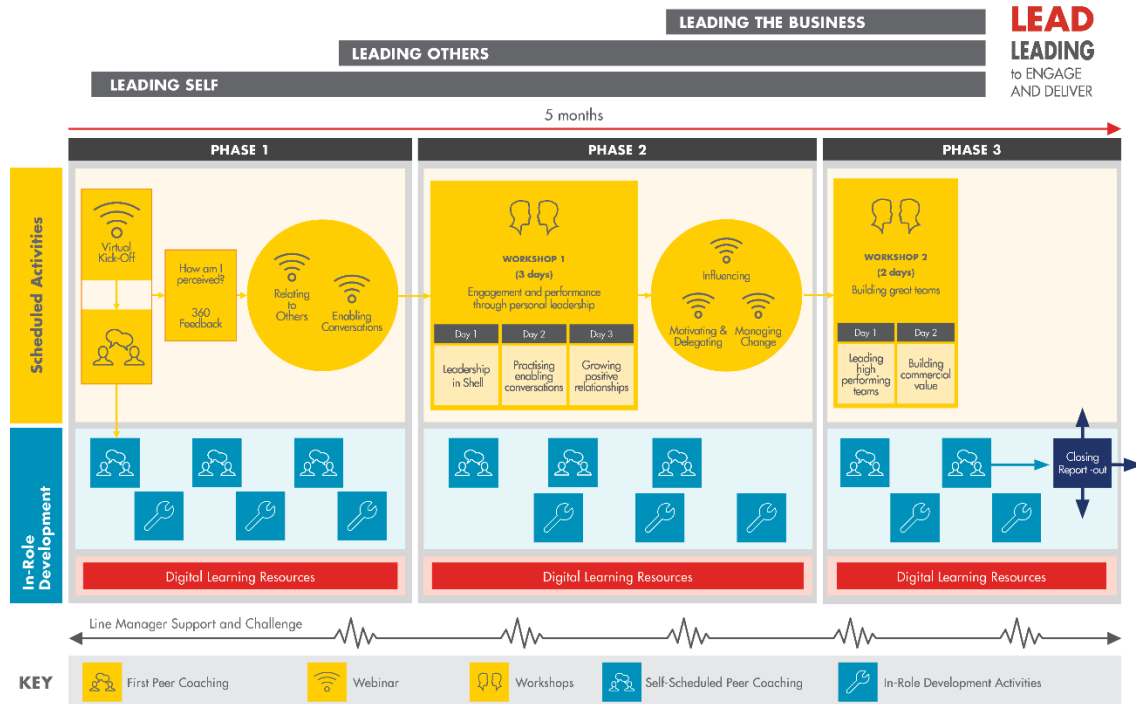 LEADING THE BUSINESS
LEADING OTHERS
LEADING SELF
LEAD
LEADING
to ENGAGE
AND DELIVER
5 months
PHASE 1
PHASE 2
PHASE 3
Scheduled Activities
Virtual
Kick-Off
How am I
perceived?
360
Feedback
Relating
to
Others
Enabling
Conversations
WORKSHOP 1
(3 days)
Engagement and performance
through personal leadership
Day 1
Day 2
Day 3
Leadership
in Shell
Practising
enabling
conversations
Growing
positive
relationships
Influencing
Motivating &
Delegating
Managing
Change
WORKSHOP 2
(2 days)
Building great teams
Day 1
Day 2
Leading
high
performing
teams
Building
commercial
value
In-Role
Development
Closing
Report -out
Digital Learning Resources
Digital Learning Resources
Digital Learning Resources
Line Manager Support and Challenge
KEY
First Peer Coaching
Webinar
Workshops
Self-Scheduled Peer Coaching
In-Role Development Activities